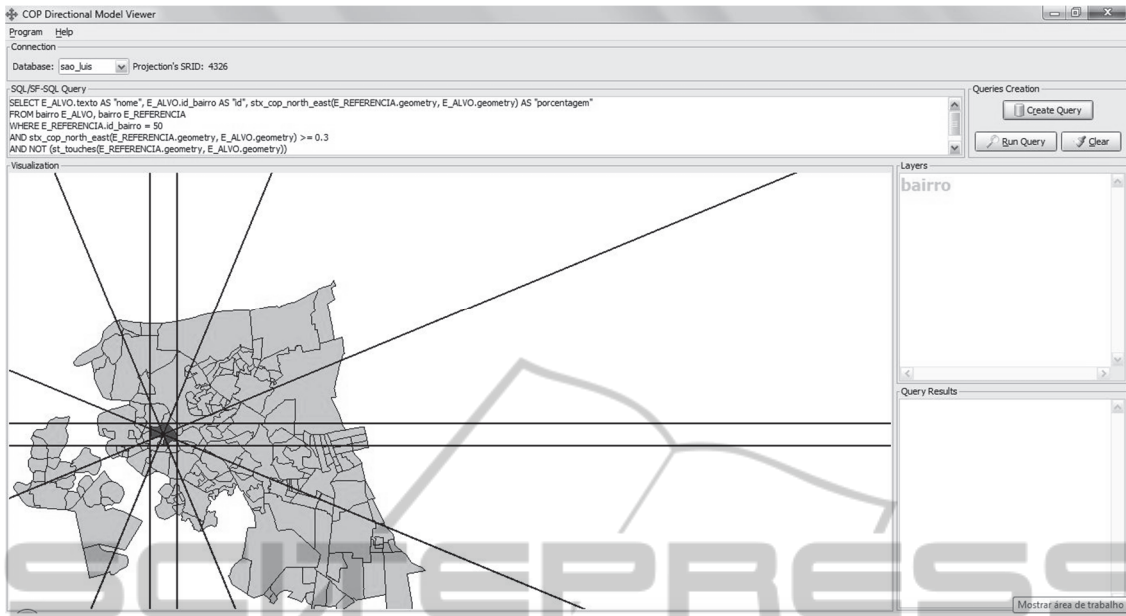 COP Directional Model Viewer
Program Help
Connection
Database: sao_luis Projection's SRID: 4326
SQL/SF-SQL Query
SELECT E_ALVO.texto AS "nome", E_ALVO.id_bairro AS "id", stx_cop_north_east(E_REFERENCIA.geometry, E_ALVO.geometry) AS "porcentagem"
FROM bairro E_ALVO, bairro E_REFERENCIA
WHERE E_REFERENCIA.id_bairro = 50
AND stx_cop_north_east(E_REFERENCIA.geometry, E_ALVO.geometry) >= 0.3
AND NOT (st_touches(E_REFERENCIA.geometry, E_ALVO.geometry))
Queries Creation
Create Query
Run Query Clear
Visualization
Layers
bairro
Query Results
SCITEPRESS
Mostrar área de trabalho